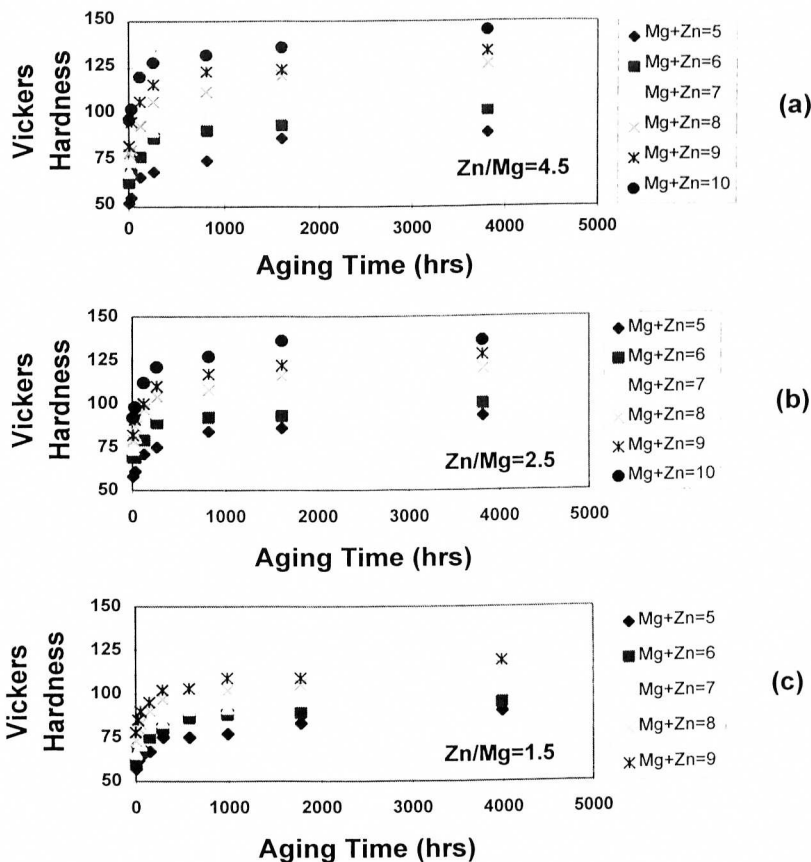 150
125
100
75
50
Vickers
Hardness
0
1000
2000
3000
4000
5000
Aging Time (hrs)
Zn/Mg=4.5
Mg+Zn=5
Mg+Zn=6
Mg+Zn=7
Mg+Zn=8
Mg+Zn=9
Mg+Zn=10
(a)
150
125
100
75
50
Vickers
Hardness
0
1000
2000
3000
4000
5000
Aging Time (hrs)
Zn/Mg=2.5
Mg+Zn=5
Mg+Zn=6
Mg+Zn=7
Mg+Zn=8
Mg+Zn=9
Mg+Zn=10
(b)
150
125
100
75
50
Vickers
Hardness
0
1000
2000
3000
4000
5000
Aging Time (hrs)
Zn/Mg=1.5
Mg+Zn=5
Mg+Zn=6
Mg+Zn=7
Mg+Zn=8
Mg+Zn=9
(c)